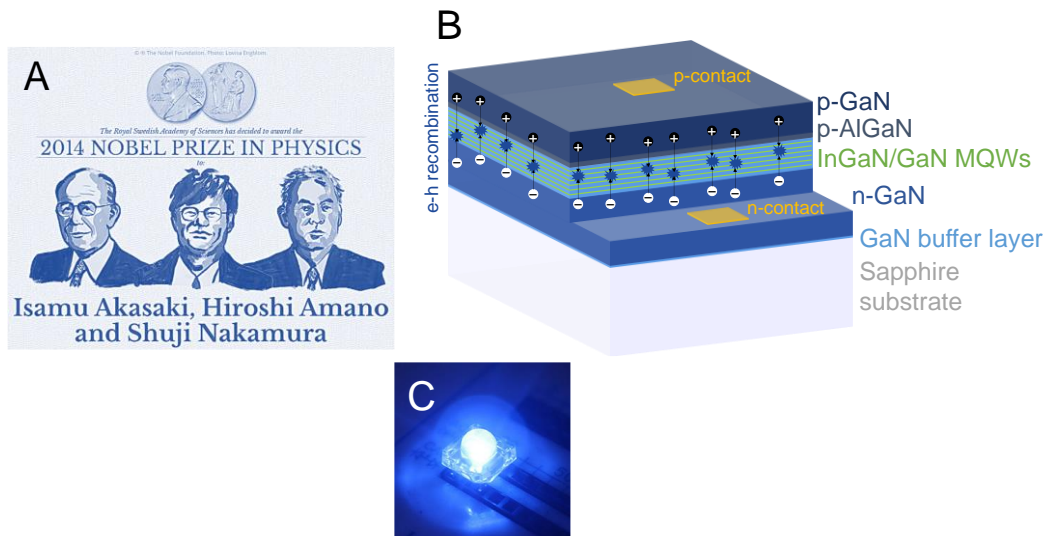 A
© ® The Nobel Foundation. Photo: Lovisa Engblom.
The Royal Swedish Academy of Sciences has decided to award the
2014 NOBEL PRIZE IN PHYSICS
to:
Isamu Akasaki, Hiroshi Amano
and Shuji Nakamura
B
e-h recombination
p-contact
p-GaN
p-AlGaN
InGaN/GaN MQWs
n-GaN
n-contact
GaN buffer layer
Sapphire
substrate
C